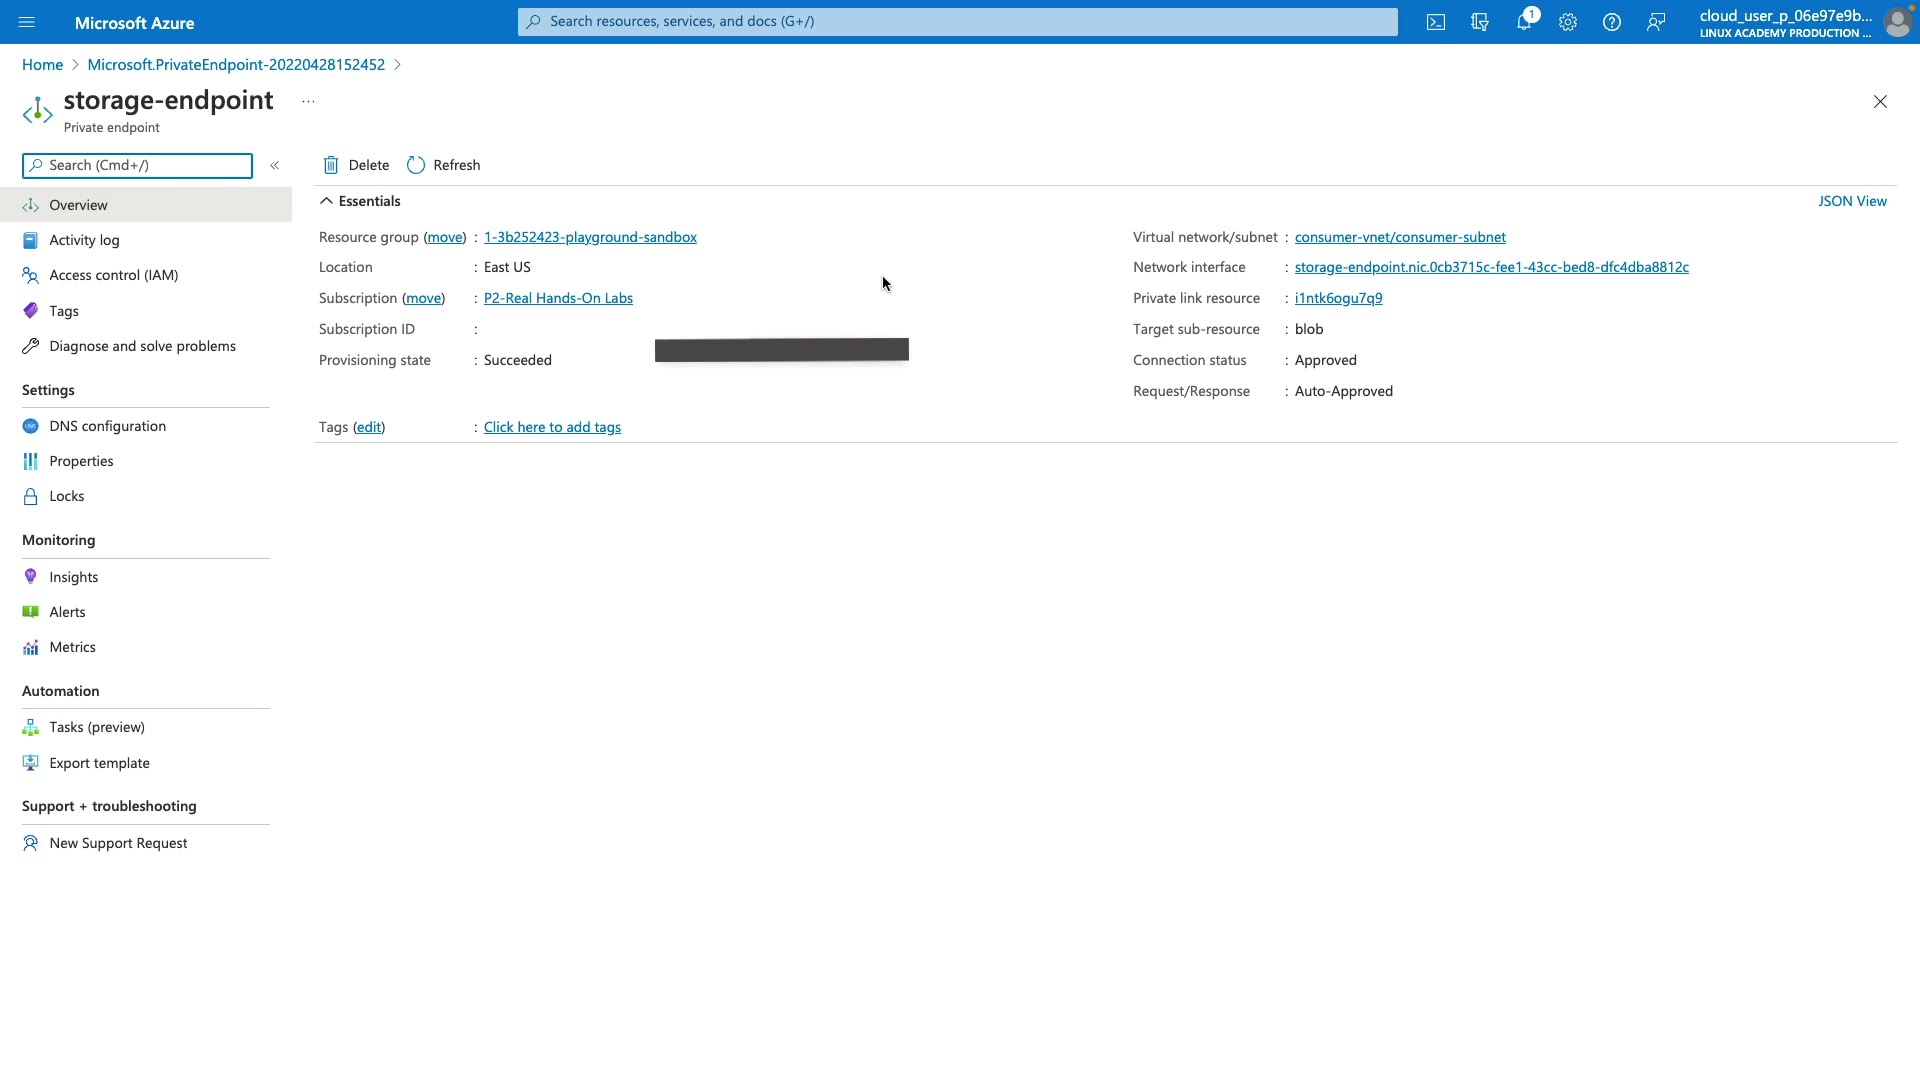 Microsoft Azure
Search resources, services, and docs (G+/)
1
cloud_user_p_06e97e9b...
LINUX ACADEMY PRODUCTION ...
Home > Microsoft.PrivateEndpoint-20220428152452 >
storage-endpoint ...
Private endpoint
Search (Cmd+/) «
Delete Refresh
Overview
Activity log
Access control (IAM)
Tags
Diagnose and solve problems
Settings
DNS configuration
Properties
Locks
Monitoring
Insights
Alerts
Metrics
Automation
Tasks (preview)
Export template
Support + troubleshooting
New Support Request
Essentials
JSON View
Resource group (move) : 1-3b252423-playground-sandbox
Location : East US
Subscription (move) : P2-Real Hands-On Labs
Subscription ID :
Provisioning state : Succeeded
Virtual network/subnet : consumer-vnet/consumer-subnet
Network interface : storage-endpoint.nic.0cb3715c-fee1-43cc-bed8-dfc4dba8812c
Private link resource : i1ntk6ogu7q9
Target sub-resource : blob
Connection status : Approved
Request/Response : Auto-Approved
Tags (edit) : Click here to add tags